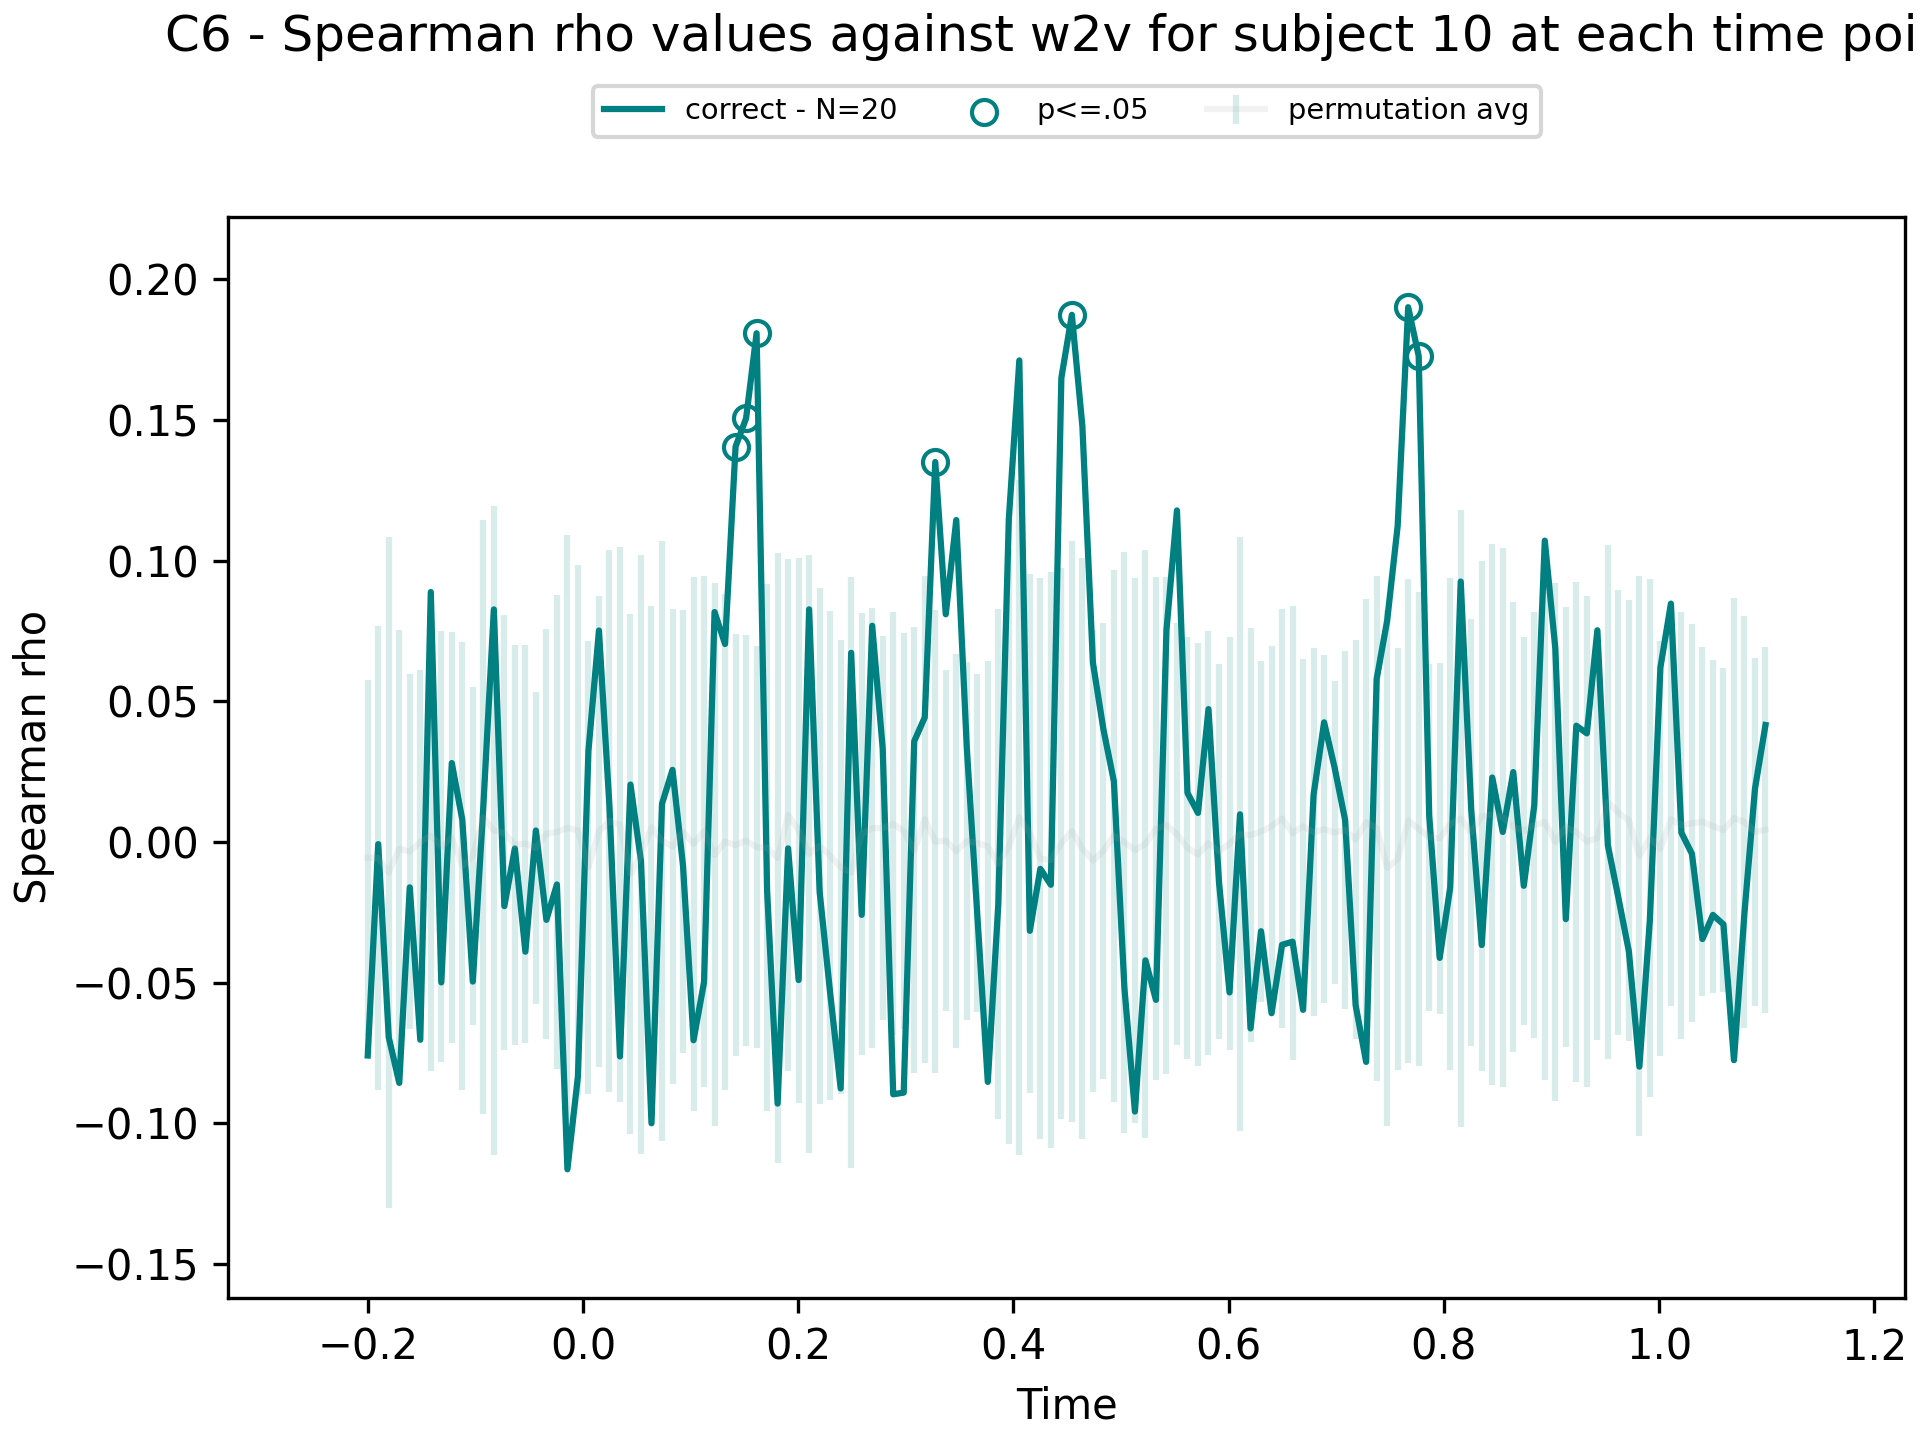 C6 - Spearman rho values against w2v for subject 10 at each time poi
correct - N=20 p<=.05 permutation avg
0.20
0.15
0.10
0.05
0.00
−0.05
−0.10
−0.15
Spearman rho
−0.2 0.0 0.2 0.4 0.6 0.8 1.0 1.2
Time